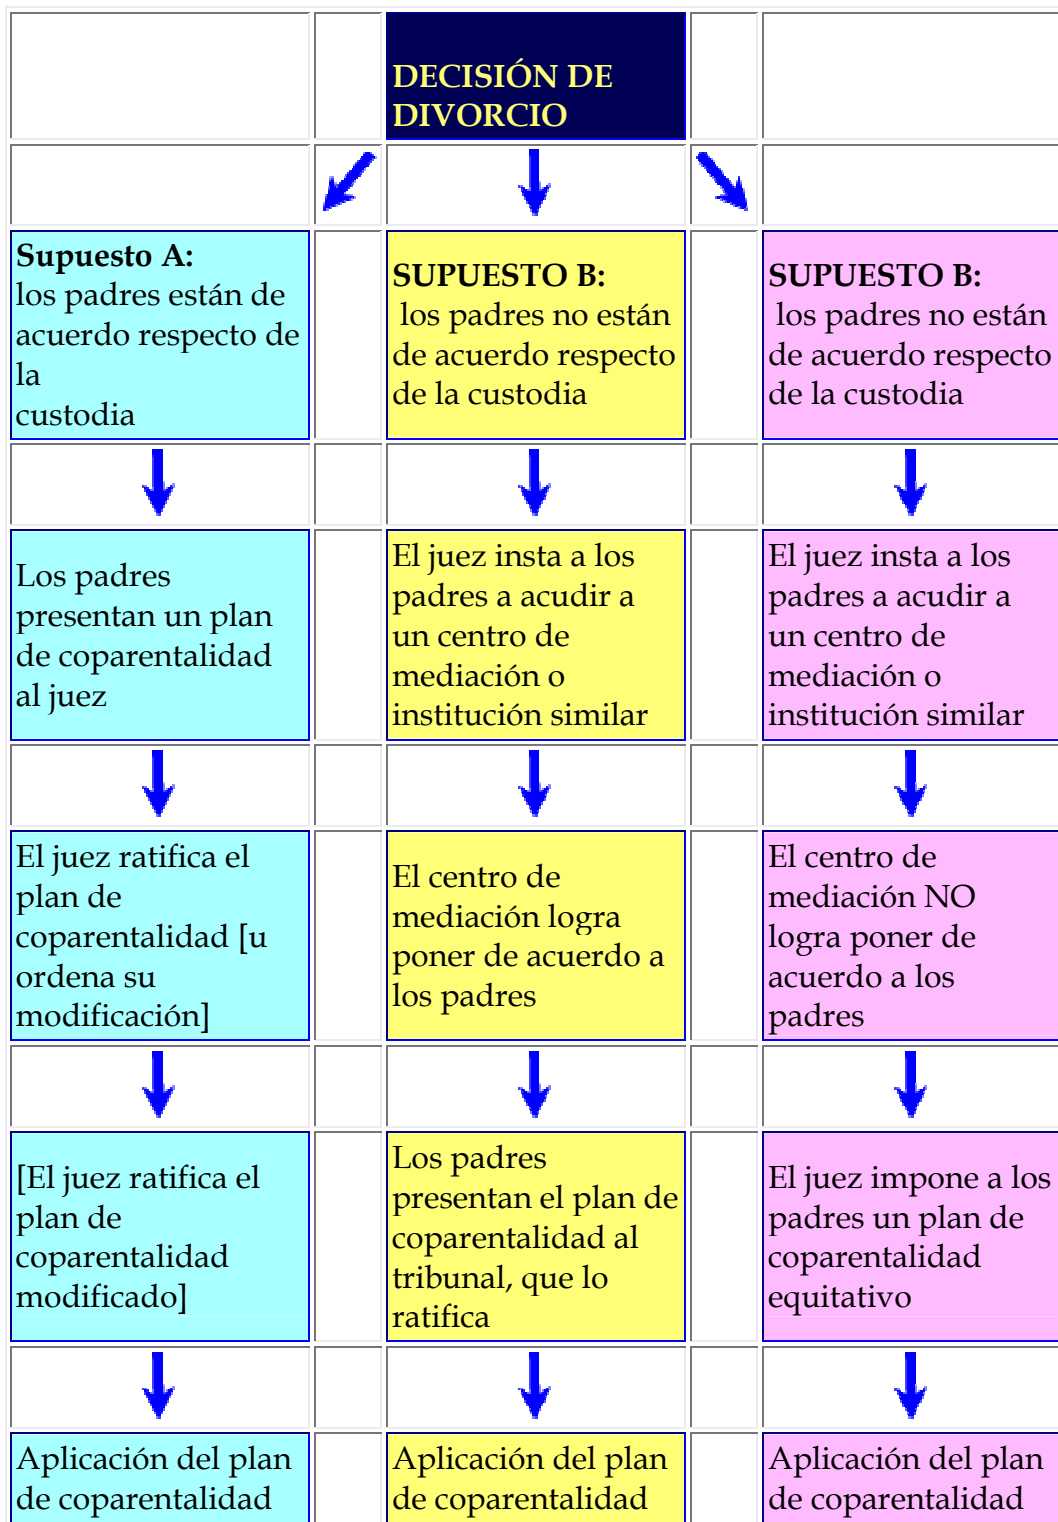 DECISIÓN DE
DIVORCIO
Supuesto A:
los padres están de
acuerdo respecto de
la
custodia
SUPUESTO B:
los padres no están
de acuerdo respecto
de la custodia
SUPUESTO B:
los padres no están
de acuerdo respecto
de la custodia
Los padres
presentan un plan
de coparentalidad
al juez
El juez insta a los
padres a acudir a
un centro de
mediación o
institución similar
El juez insta a los
padres a acudir a
un centro de
mediación o
institución similar
El juez ratifica el
plan de
coparentalidad [u
ordena su
modificación]
El centro de
mediación logra
poner de acuerdo a
los padres
El centro de
mediación NO
logra poner de
acuerdo a los
padres
[El juez ratifica el
plan de
coparentalidad
modificado]
Los padres
presentan el plan de
coparentalidad al
tribunal, que lo
ratifica
El juez impone a los
padres un plan de
coparentalidad
equitativo
Aplicación del plan
de coparentalidad
Aplicación del plan
de coparentalidad
Aplicación del plan
de coparentalidad